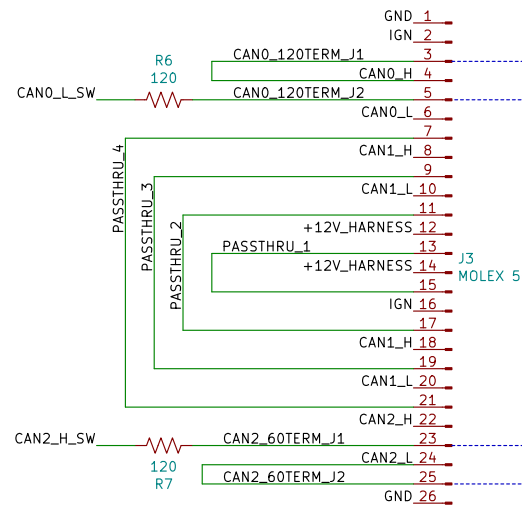 GND 1
IGN 2
CAN0_120TERM_J1 3
R6
120
CAN0_H 4
CAN0_L_SW
CAN0_120TERM_J2 5
CAN0_L 6
7
CAN1_H 8
9
CAN1_L 10
11
+12V_HARNESS 12
PASSTHRU_4
PASSTHRU_3
PASSTHRU_2
PASSTHRU_1 13
+12V_HARNESS 14
J3
MOLEX 5
15
IGN 16
17
CAN1_H 18
19
CAN1_L 20
21
CAN2_H 22
CAN2_H_SW
CAN2_60TERM_J1 23
120
R7
CAN2_L 24
CAN2_60TERM_J2 25
GND 26